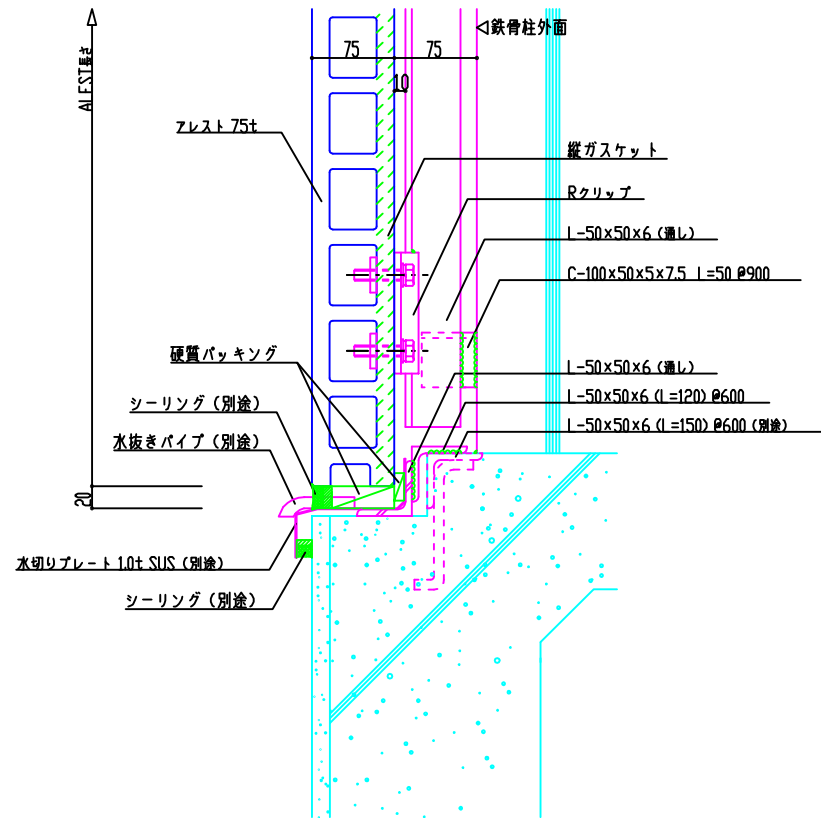 鉄骨柱外面
75
75
10
ALEST長さ
アレスト 75t
縦ガスケット
Rクリップ
L-50×50×6 (通し)
C-100×50×5×7.5 L=50 @900
硬質パッキング
L-50×50×6 (通し)
シーリング (別途)
L-50×50×6 (L=120) @600
水抜きパイプ (別途)
L-50×50×6 (L=150) @600 (別途)
20
水切りプレート 1.0t SUS (別途)
シーリング (別途)